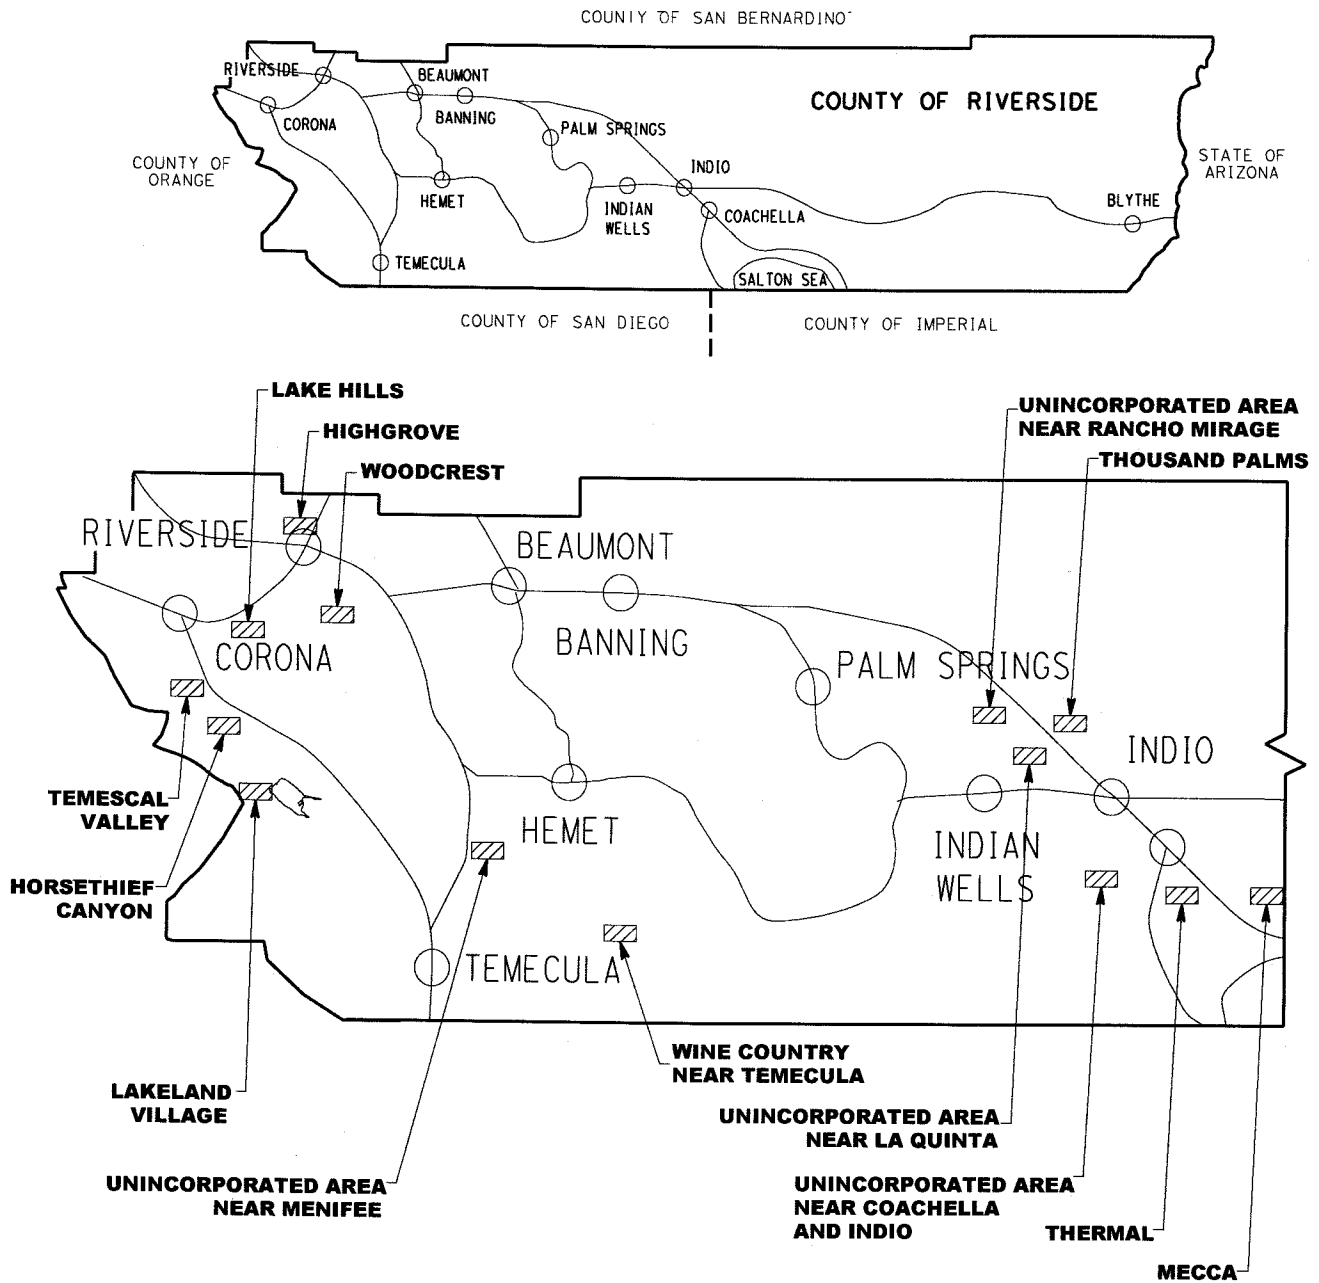 COUNTY OF SAN BERNARDINO
RIVERSIDE
BEAUMONT
BANNING
CORONA
COUNTY OF RIVERSIDE
PALM SPRINGS
COUNTY OF
ORANGE
STATE OF
ARIZONA
INDIO
HEMET
INDIAN
WELLS
COACHELLA
BLYTHE
TEMECULA
SALTON SEA
COUNTY OF SAN DIEGO
COUNTY OF IMPERIAL
LAKE HILLS
HIGHGROVE
WOODCREST
UNINCORPORATED AREA
NEAR RANCHO MIRAGE
THOUSAND PALMS
RIVERSIDE
BEAUMONT
BANNING
CORONA
PALM SPRINGS
INDIO
TEMESCAL
VALLEY
HEMET
INDIAN
WELLS
HORSETHIEF
CANYON
TEMECULA
WINE COUNTRY
NEAR TEMECULA
LAKELAND
VILLAGE
UNINCORPORATED AREA
NEAR LA QUINTA
UNINCORPORATED AREA
NEAR MENIFEE
UNINCORPORATED AREA
NEAR COACHELLA
AND INDIO
THERMAL
MECCA